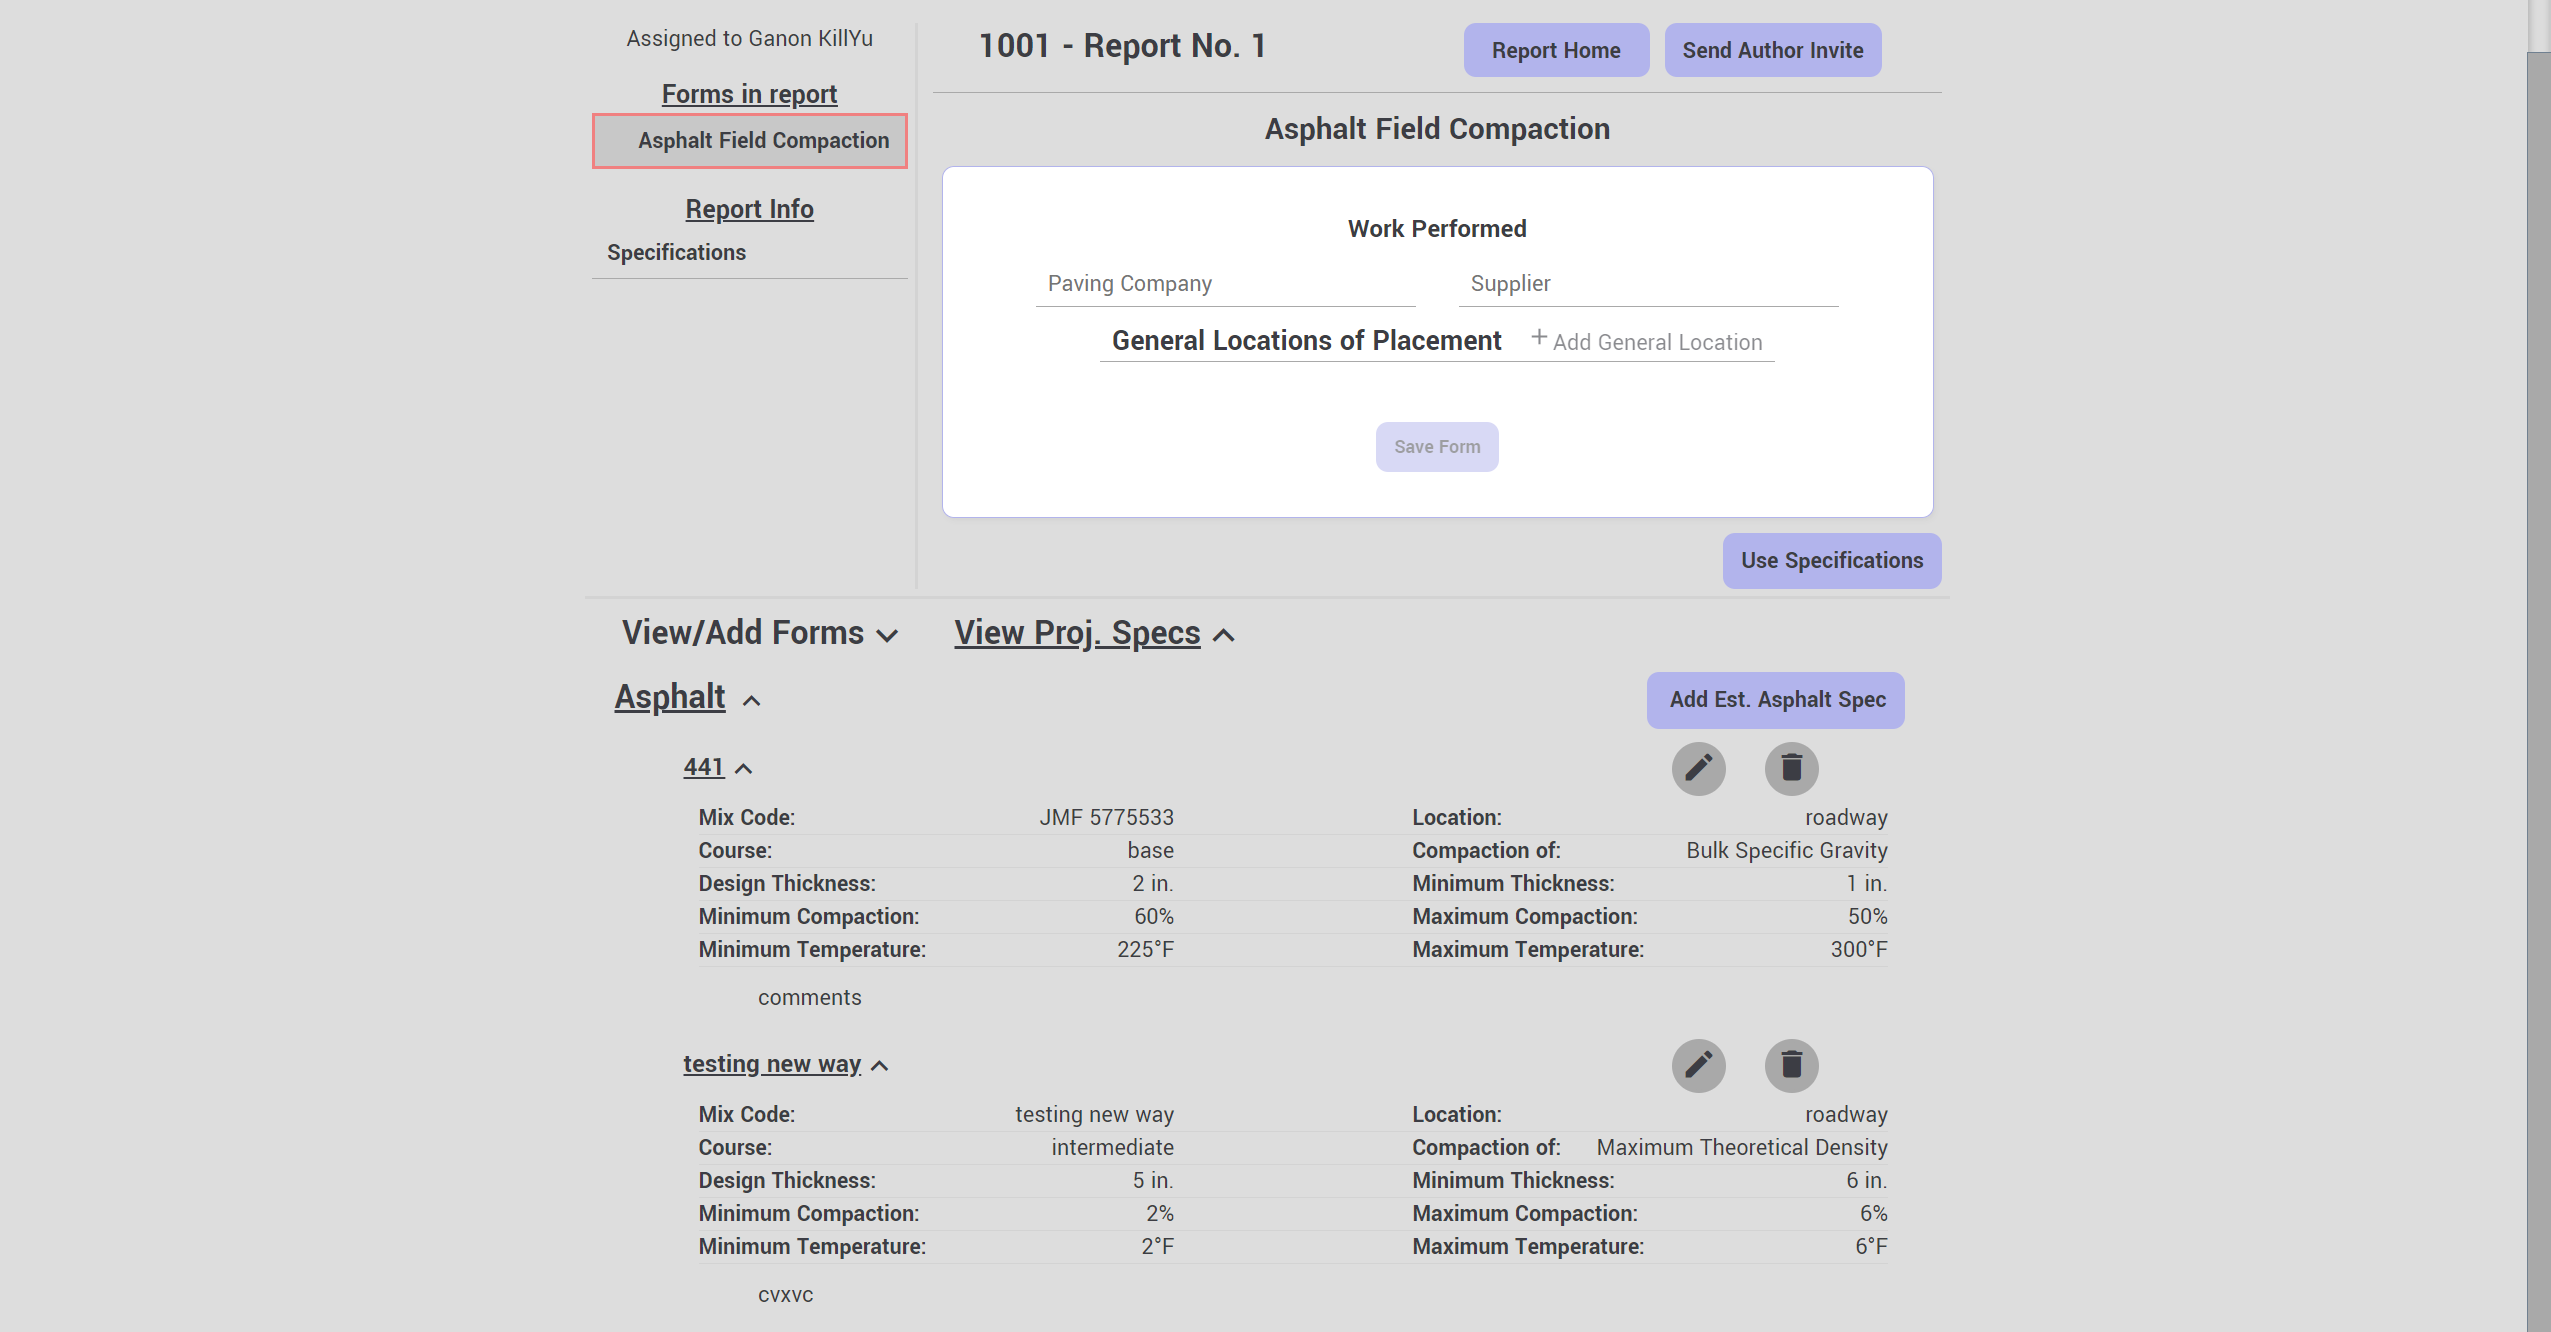 Assigned to Ganon KillYu
Forms in report
Asphalt Field Compaction
Report Info
Specifications
1001 - Report No. 1
Report Home
Send Author Invite
Asphalt Field Compaction
Work Performed
Paving Company
Supplier
General Locations of Placement
+ Add General Location
Save Form
Use Specifications
View/Add Forms
View Proj. Specs
Asphalt
Add Est. Asphalt Spec
441
Mix Code: JMF 5775533
Location: roadway
Course: base
Compaction of: Bulk Specific Gravity
Design Thickness: 2 in.
Minimum Thickness: 1 in.
Minimum Compaction: 60%
Maximum Compaction: 50%
Minimum Temperature: 225°F
Maximum Temperature: 300°F
comments
testing new way
Mix Code: testing new way
Location: roadway
Course: intermediate
Compaction of: Maximum Theoretical Density
Design Thickness: 5 in.
Minimum Thickness: 6 in.
Minimum Compaction: 2%
Maximum Compaction: 6%
Minimum Temperature: 2°F
Maximum Temperature: 6°F
cvxvc